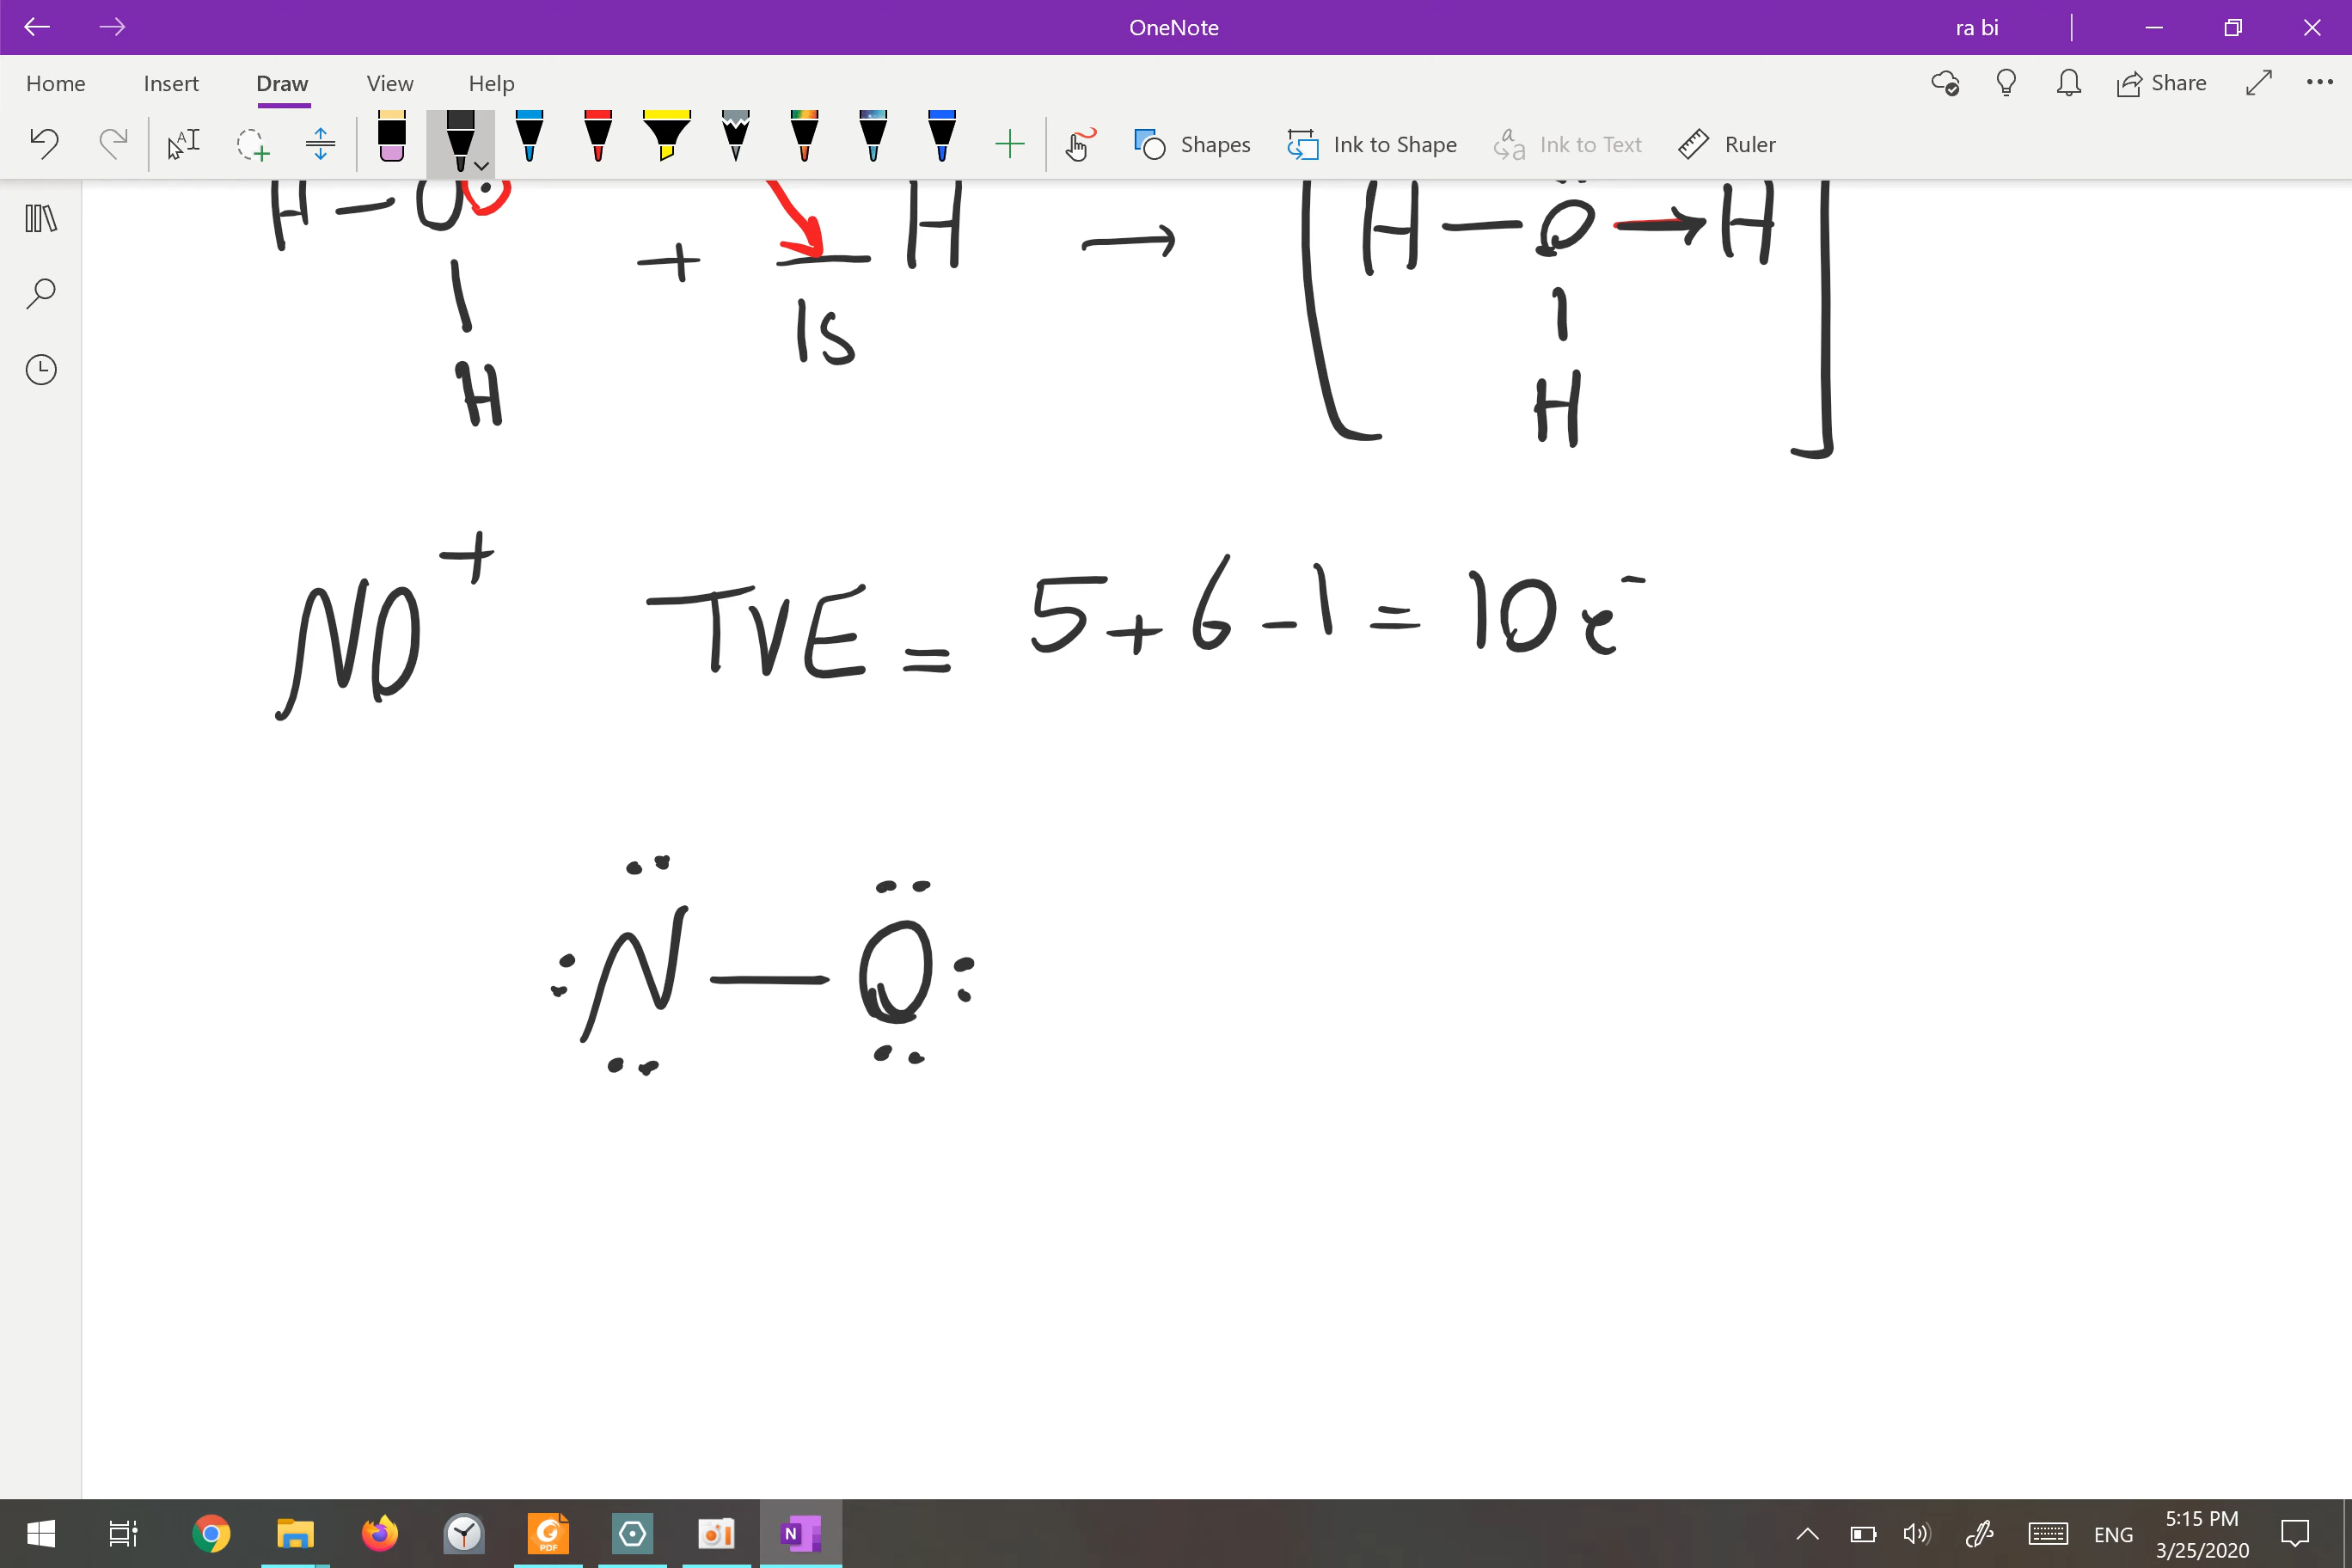 OneNote
ra bi
Home Insert Draw View Help
Share
Shapes
Ink to Shape
Ink to Text
Ruler
H — O + H → [ H — O → H ]
1s
H H
NO⁺ TVE = 5 + 6 - 1 = 10 e⁻
:N — O:
PDF
N
ENG
5:15 PM
3/25/2020